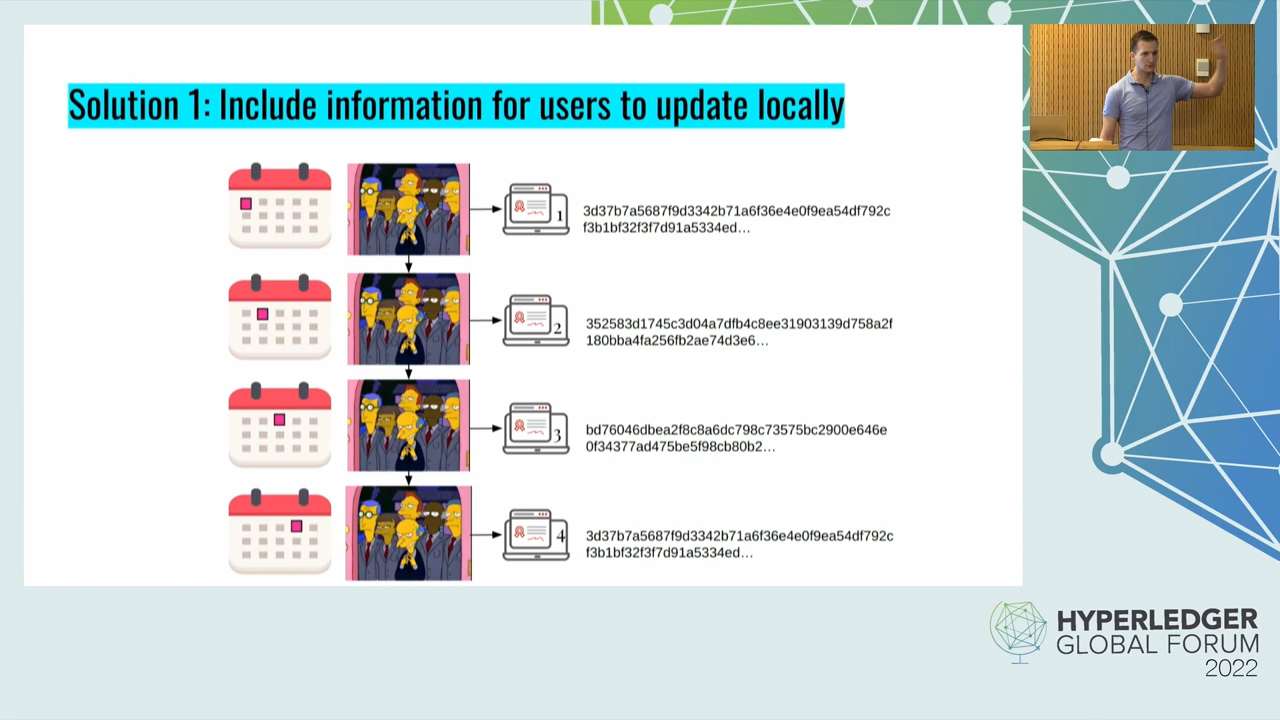 Solution 1: Include information for users to update locally
1
3d37b7a5687f9d3342b71a6f36e4e0f9ea54df792c
f3b1bf32f3f7d91a5334ed...
2
352583d1745c3d04a7dfb4c8ee31903139d758a2f
180bba4fa256fb2ae74d3e6...
3
bd76046dbea2f8c8a6dc798c73575bc2900e646e
0f34377ad475be5f98cb80b2...
4
3d37b7a5687f9d3342b71a6f36e4e0f9ea54df792c
f3b1bf32f3f7d91a5334ed...
HYPERLEDGER
GLOBAL FORUM
2022